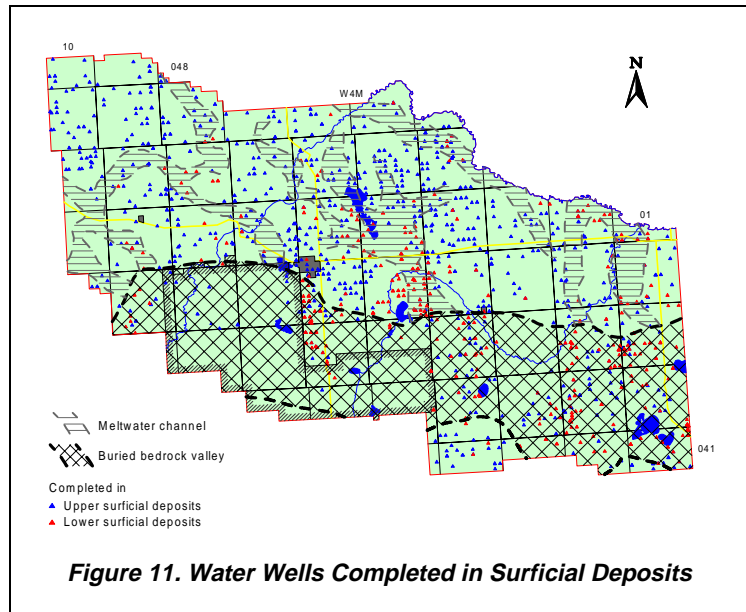 10
048
W4M
N
01
Meltwater channel
Buried bedrock valley
041
Completed in
Upper surficial deposits
Lower surficial deposits
Figure 11. Water Wells Completed in Surficial Deposits